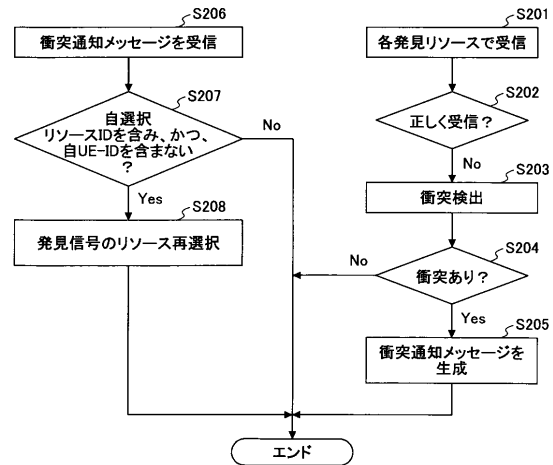 S206
衝突通知メッセージを受信
S207
自選択
リソースIDを含み、かつ、
自UE-IDを含まない
?
No
Yes
S208
発見信号のリソース再選択
S201
各発見リソースで受信
S202
正しく受信?
No
S203
衝突検出
S204
衝突あり?
No
Yes
S205
衝突通知メッセージを
生成
エンド